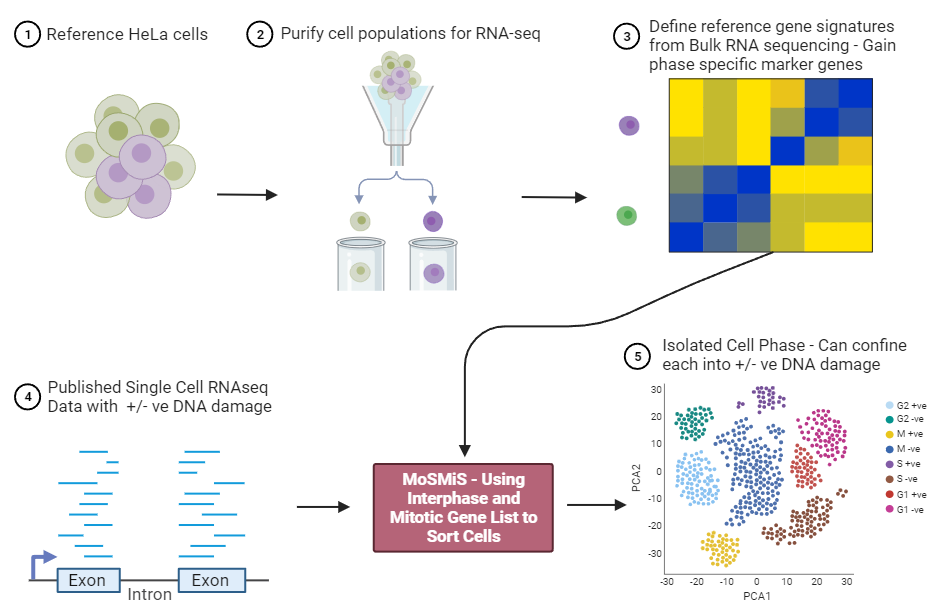 1 Reference HeLa cells
2 Purify cell populations for RNA-seq
3 Define reference gene signatures
from Bulk RNA sequencing - Gain
phase specific marker genes
4 Published Single Cell RNAseq
Data with +/- ve DNA damage
Exon
Exon
Intron
MoSMiS - Using
Interphase and
Mitotic Gene List to
Sort Cells
5 Isolated Cell Phase - Can confine
each into +/- ve DNA damage
30
20
10
0
-10
-20
-30
PCA2
-30 -20 -10 0 10 20 30
PCA1
G2 +ve
G2 -ve
M +ve
M -ve
S +ve
S -ve
G1 +ve
G1 -ve